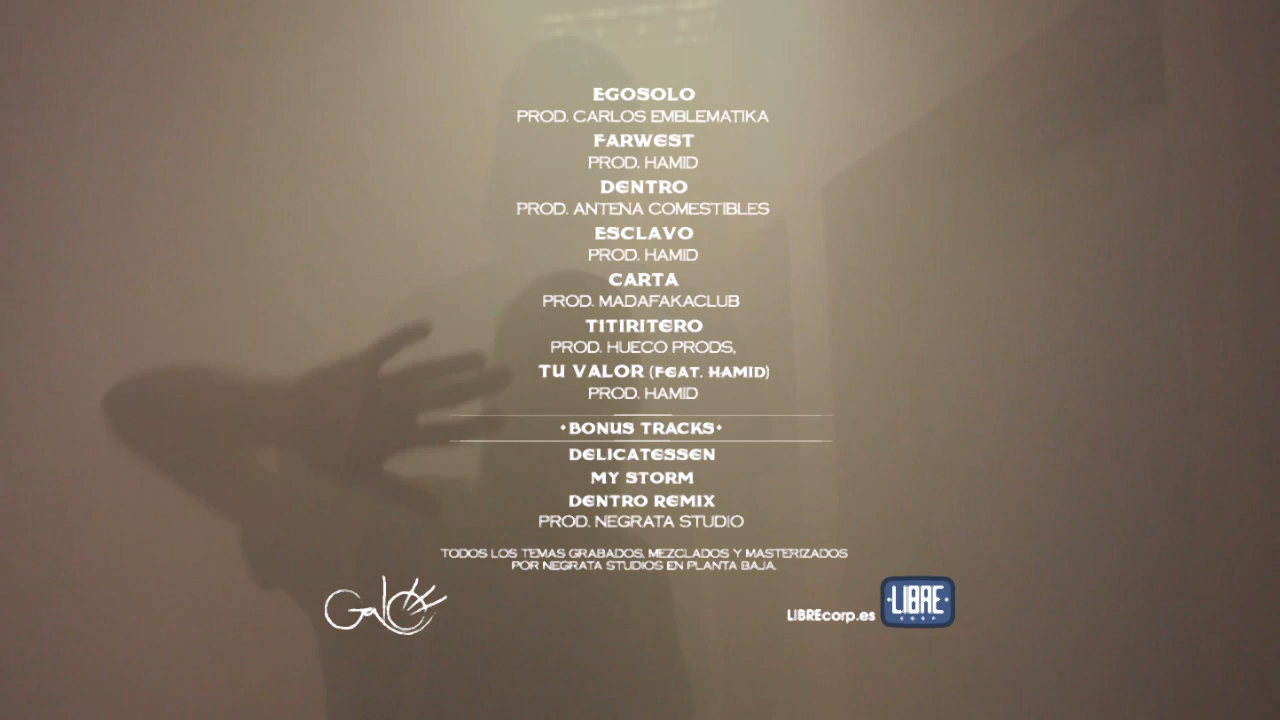 EGOSOLO
PROD. CARLOS EMBLEMATIKA
FARWEST
PROD. HAMID
DENTRO
PROD. ANTENA COMESTIBLES
ESCLAVO
PROD. HAMID
CARTA
PROD. MADAFAKACLUB
TITIRITERO
PROD. HUECO PRODS,
TU VALOR (FEAT. HAMID)
PROD. HAMID
•BONUS TRACKS•
DELICATESSEN
MY STORM
DENTRO REMIX
PROD. NEGRATA STUDIO
TODOS LOS TEMAS GRABADOS, MEZCLADOS Y MASTERIZADOS
POR NEGRATA STUDIOS EN PLANTA BAJA.
LIBREcorp.es
LIBRE
CORP